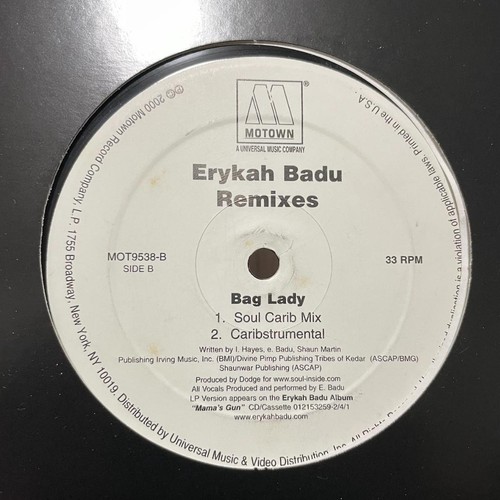 MOTOWN
A UNIVERSAL MUSIC COMPANY
Erykah Badu
Remixes
MOT9538-B
SIDE B
33 RPM
Bag Lady
1. Soul Carib Mix
2. Caribstrumental
Written by I. Hayes, e. Badu, Shaun Martin
Publishing Irving Music, Inc. (BMI)/Divine Pimp Publishing Tribes of Kedar (ASCAP/BMG)
Shaunwar Publishing (ASCAP)
Produced by Dodge for www.soul-inside.com
All Vocals Produced and performed by E. Badu
LP Version appears on the Erykah Badu Album
"Mama's Gun" CD/Cassette 012153259-2/4/1
www.erykahbadu.com
℗© 2000 Motown Record Company, L.P. 1755 Broadway, New York, NY 10019. Distributed by Universal Music & Video Distribution, Inc. All Rights is a violation of applicable laws. Printed in the U.S.A